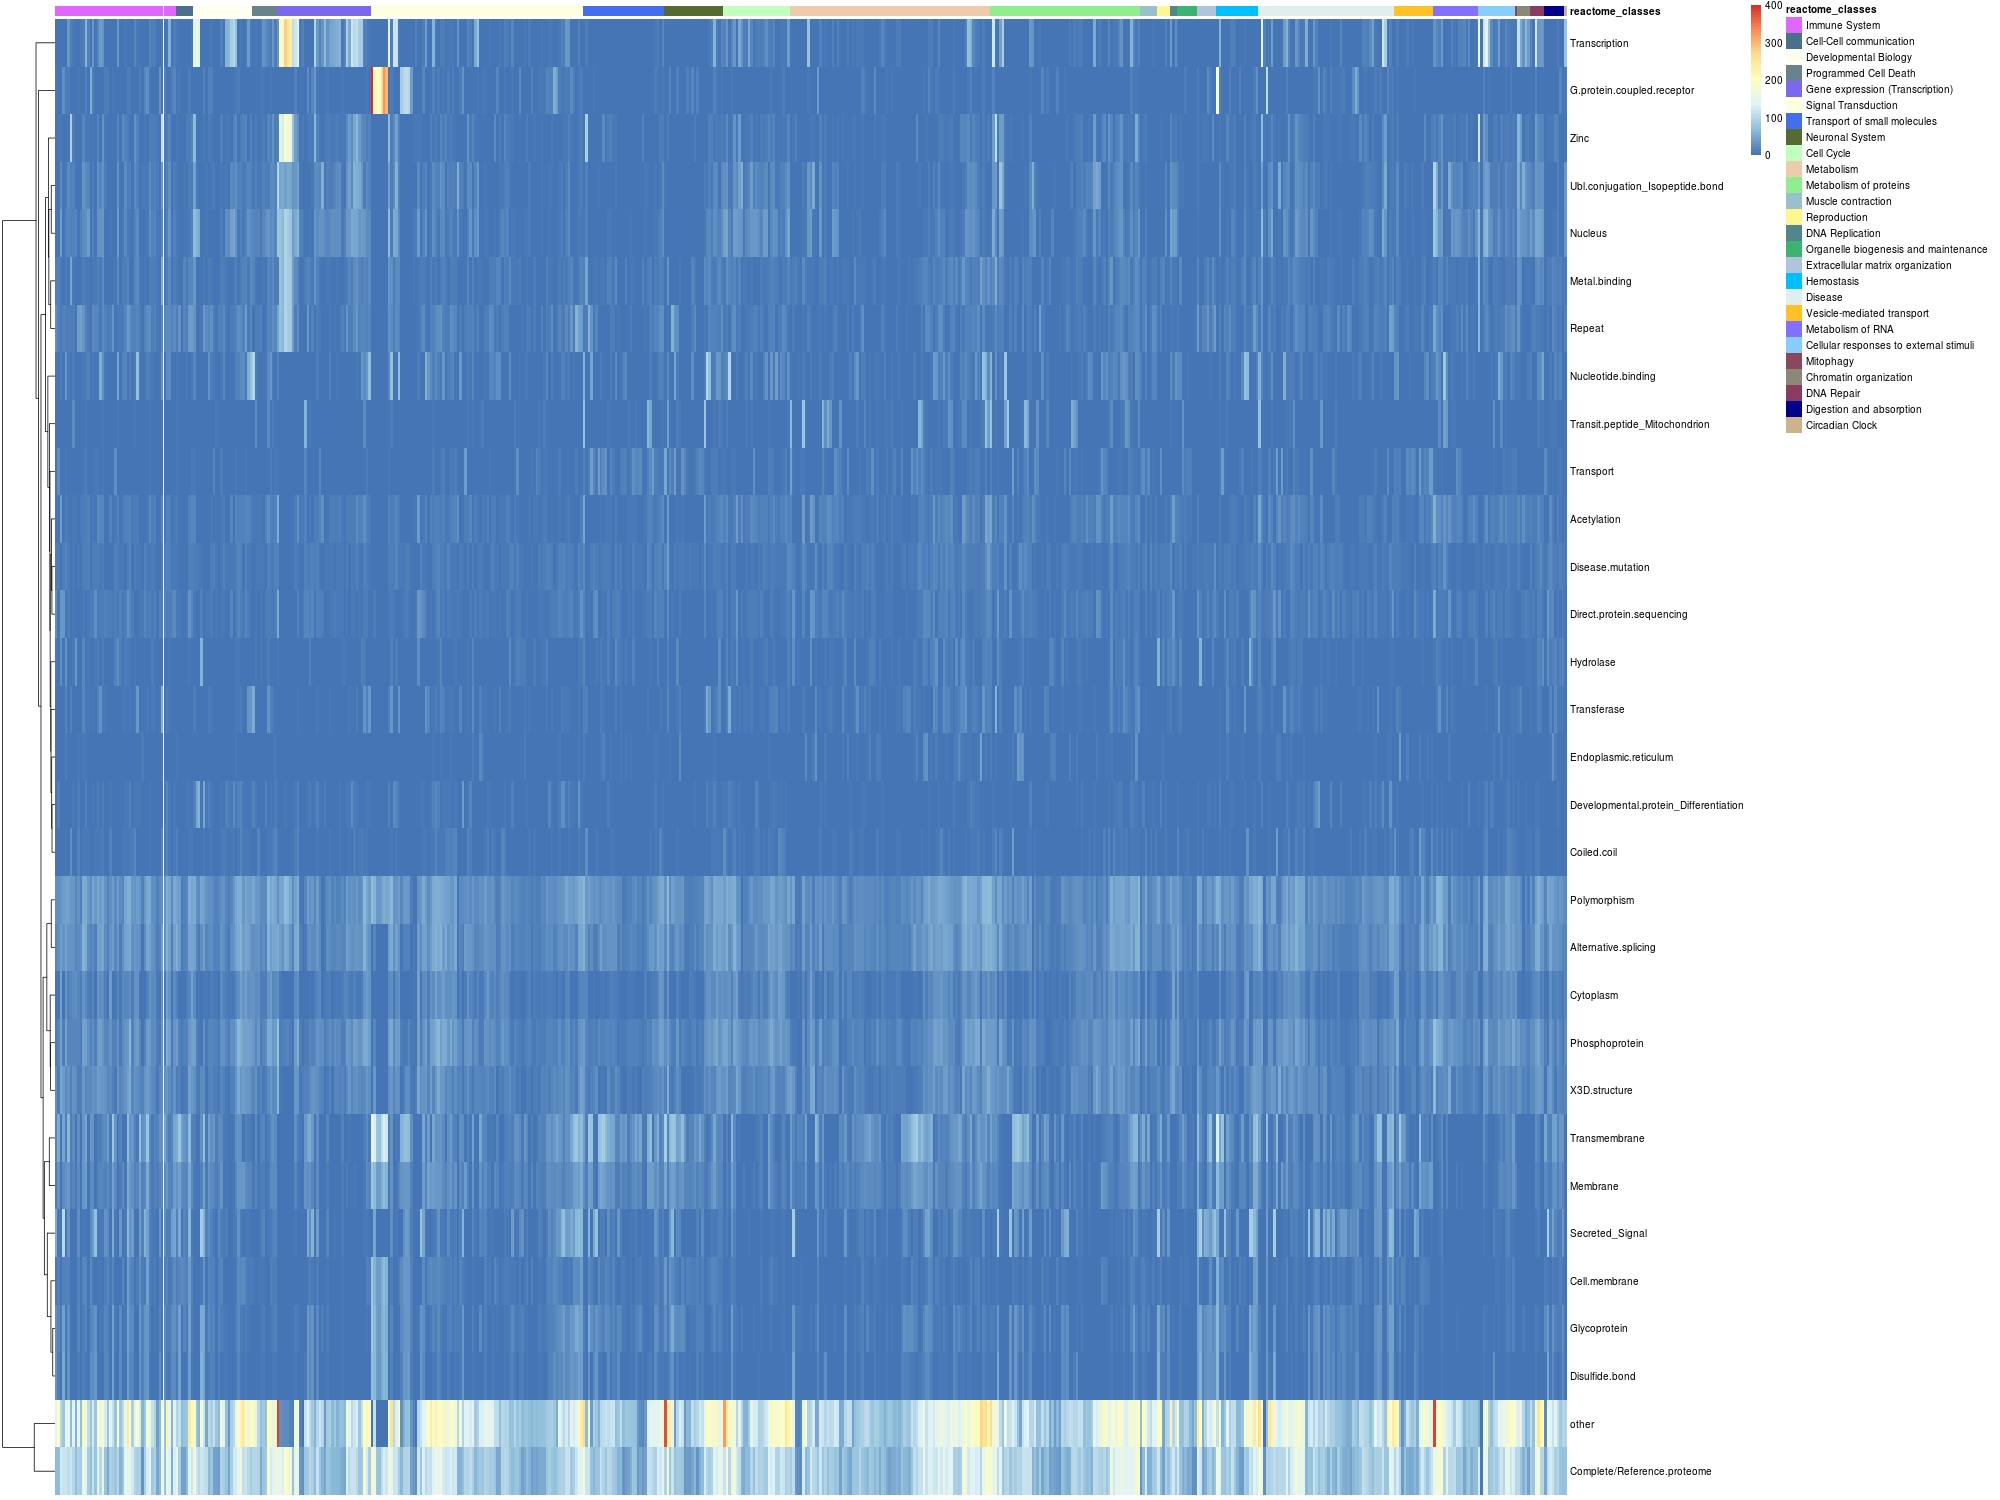 reactome_classes
Transcription
G.protein.coupled.receptor
Zinc
Ubl.conjugation_Isopeptide.bond
Nucleus
Metal.binding
Repeat
Nucleotide.binding
Transit.peptide_Mitochondrion
Transport
Acetylation
Disease.mutation
Direct.protein.sequencing
Hydrolase
Transferase
Endoplasmic.reticulum
Developmental.protein_Differentiation
Coiled.coil
Polymorphism
Alternative.splicing
Cytoplasm
Phosphoprotein
X3D.structure
Transmembrane
Membrane
Secreted_Signal
Cell.membrane
Glycoprotein
Disulfide.bond
other
Complete/Reference.proteome
400
300
200
100
0
reactome_classes
Immune System
Cell-Cell communication
Developmental Biology
Programmed Cell Death
Gene expression (Transcription)
Signal Transduction
Transport of small molecules
Neuronal System
Cell Cycle
Metabolism
Metabolism of proteins
Muscle contraction
Reproduction
DNA Replication
Organelle biogenesis and maintenance
Extracellular matrix organization
Hemostasis
Disease
Vesicle-mediated transport
Metabolism of RNA
Cellular responses to external stimuli
Mitophagy
Chromatin organization
DNA Repair
Digestion and absorption
Circadian Clock